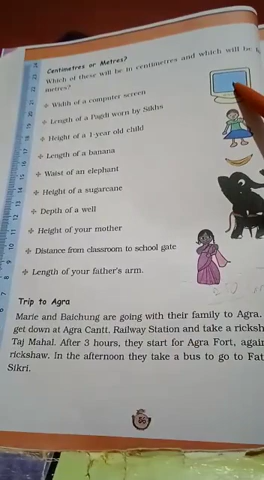 Centimetres or Metres?
Which of these will be in centimetres and which will be in
metres?
Width of a computer screen
Length of a Pagdi worn by Sikhs
Height of a 1-year old child
Length of a banana
Waist of an elephant
Height of a sugarcane
Depth of a well
Height of your mother
Distance from classroom to school gate
Length of your father's arm.
Trip to Agra
Marie and Baichung are going with their family to Agra.
get down at Agra Cantt. Railway Station and take a ricksh
Taj Mahal. After 3 hours, they start for Agra Fort, again
rickshaw. In the afternoon they take a bus to go to Fat
Sikri.